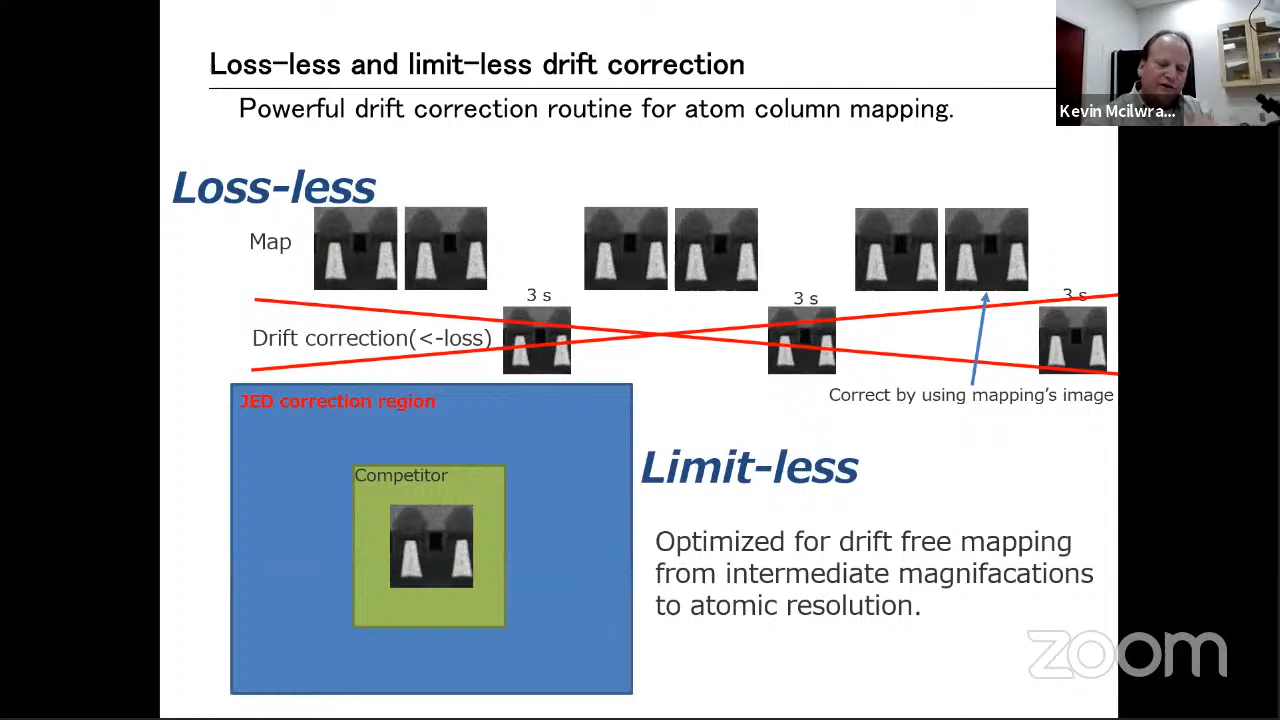 Loss-less and limit-less drift correction
Powerful drift correction routine for atom column mapping.
Kevin Mcilwra...
Loss-less
Map
3 s
3 s
3 s
Drift correction(<-loss)
Correct by using mapping's image
JED correction region
Competitor
Limit-less
Optimized for drift free mapping
from intermediate magnifacations
to atomic resolution.
zoom